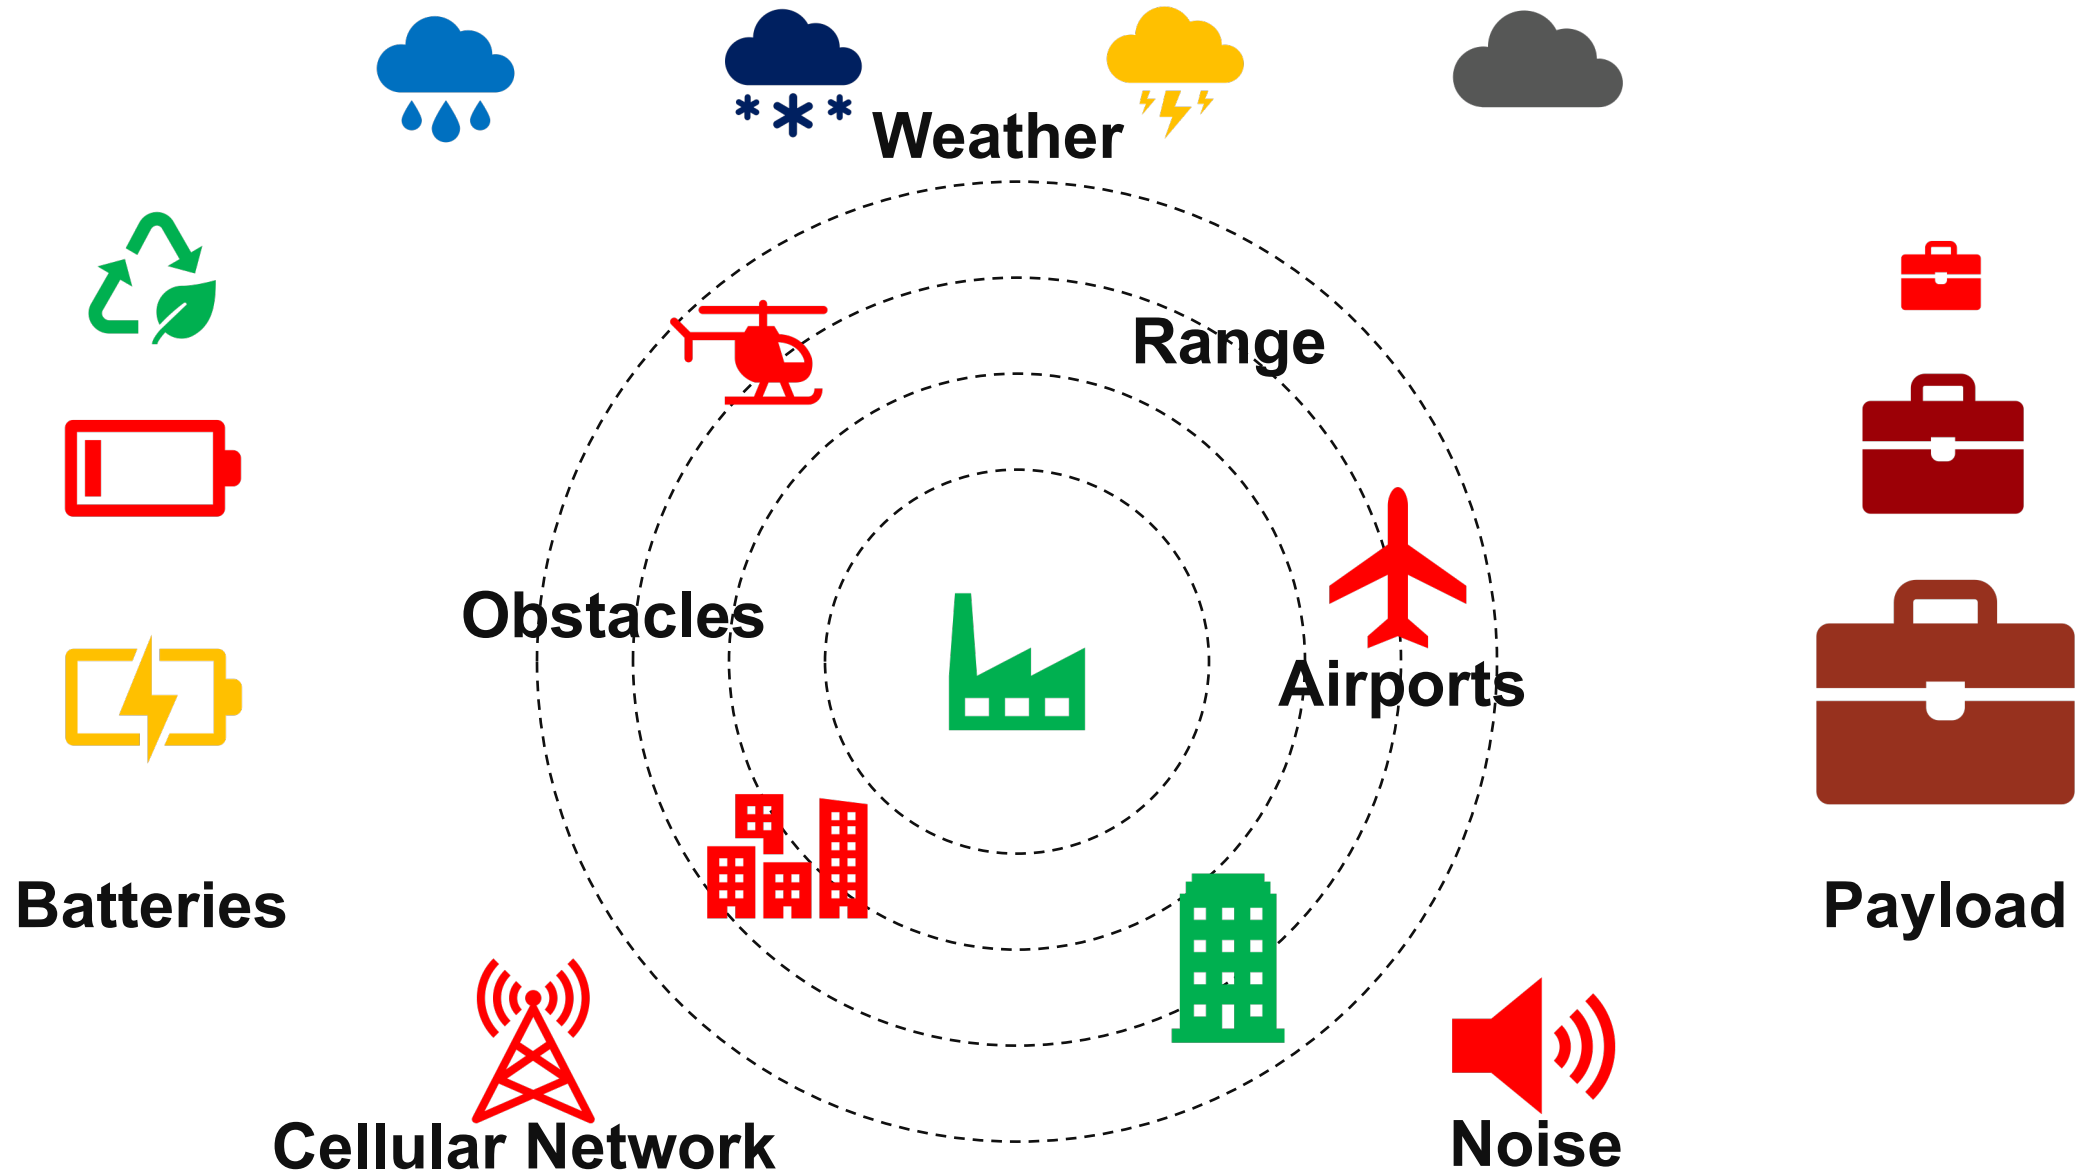 Weather
Range
Obstacles
Airports
Batteries
Payload
Cellular Network
Noise